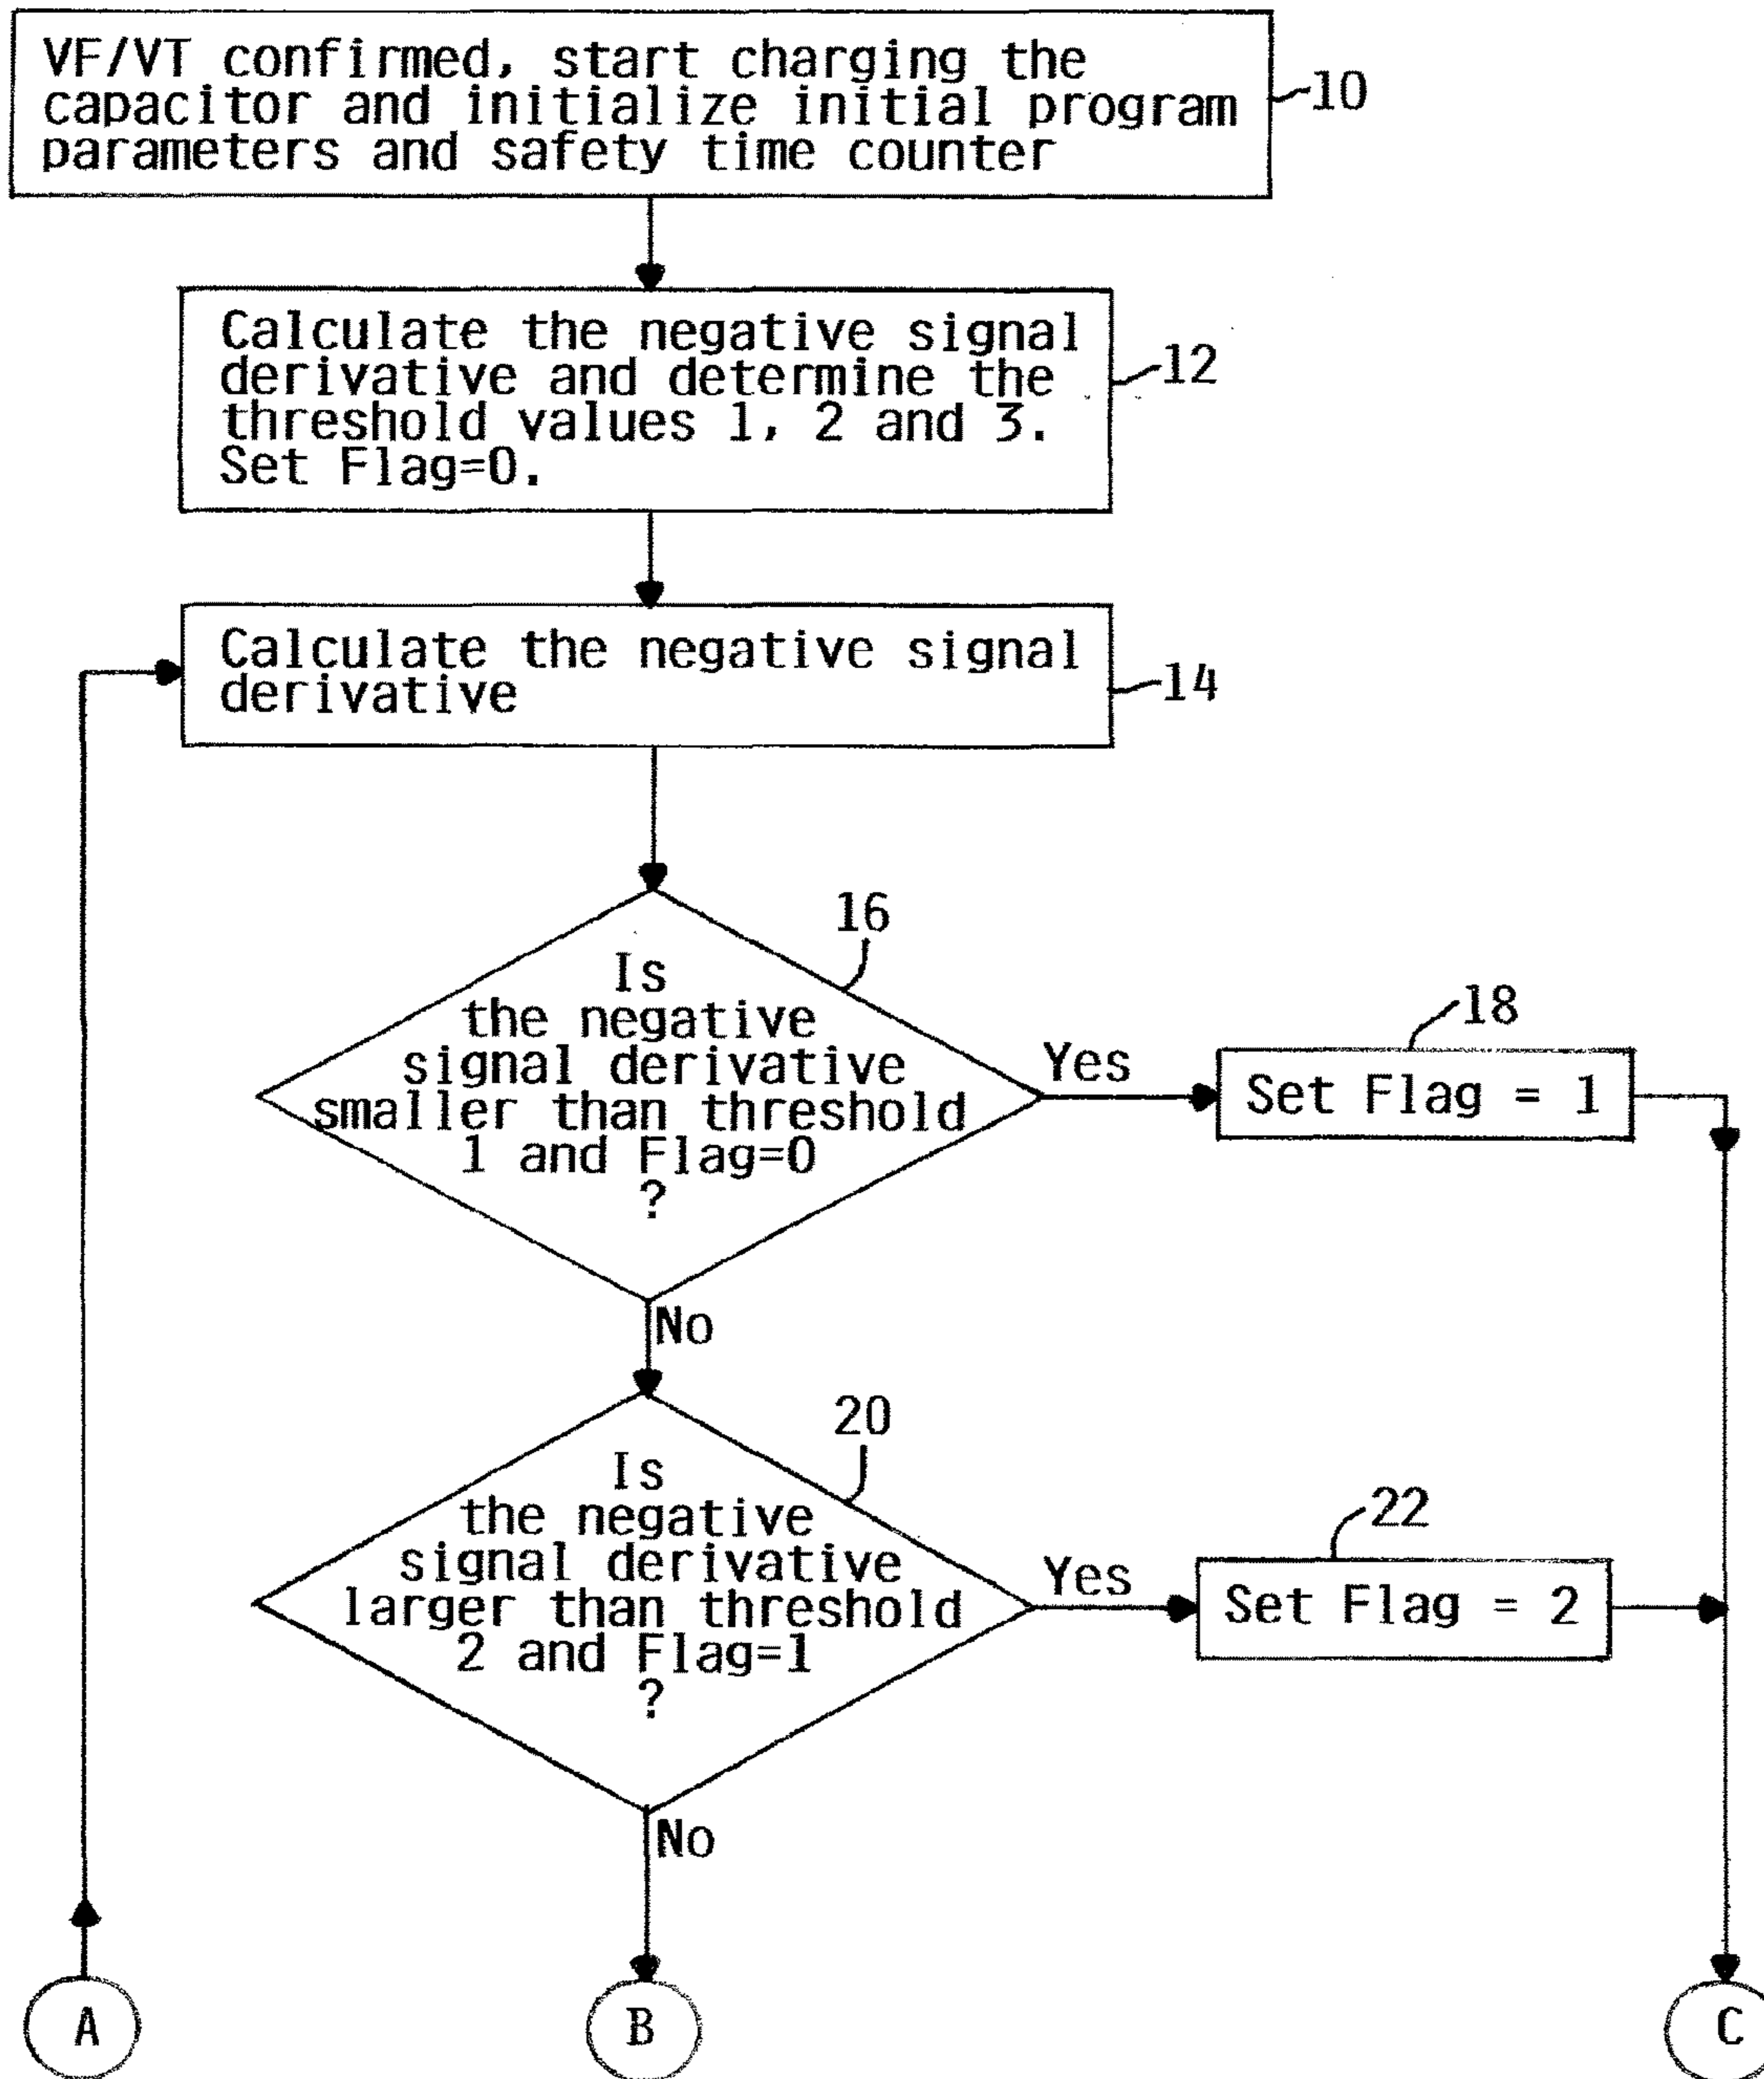 VF/VT confirmed, start charging the
capacitor and initialize initial program
parameters and safety time counter
10
Calculate the negative signal
derivative and determine the
threshold values 1, 2 and 3.
Set Flag=0.
12
Calculate the negative signal
derivative
14
16
Is
the negative
signal derivative
smaller than threshold
1 and Flag=0
?
Yes
18
Set Flag = 1
No
20
Is
the negative
signal derivative
larger than threshold
2 and Flag=1
?
Yes
22
Set Flag = 2
No
A
B
C